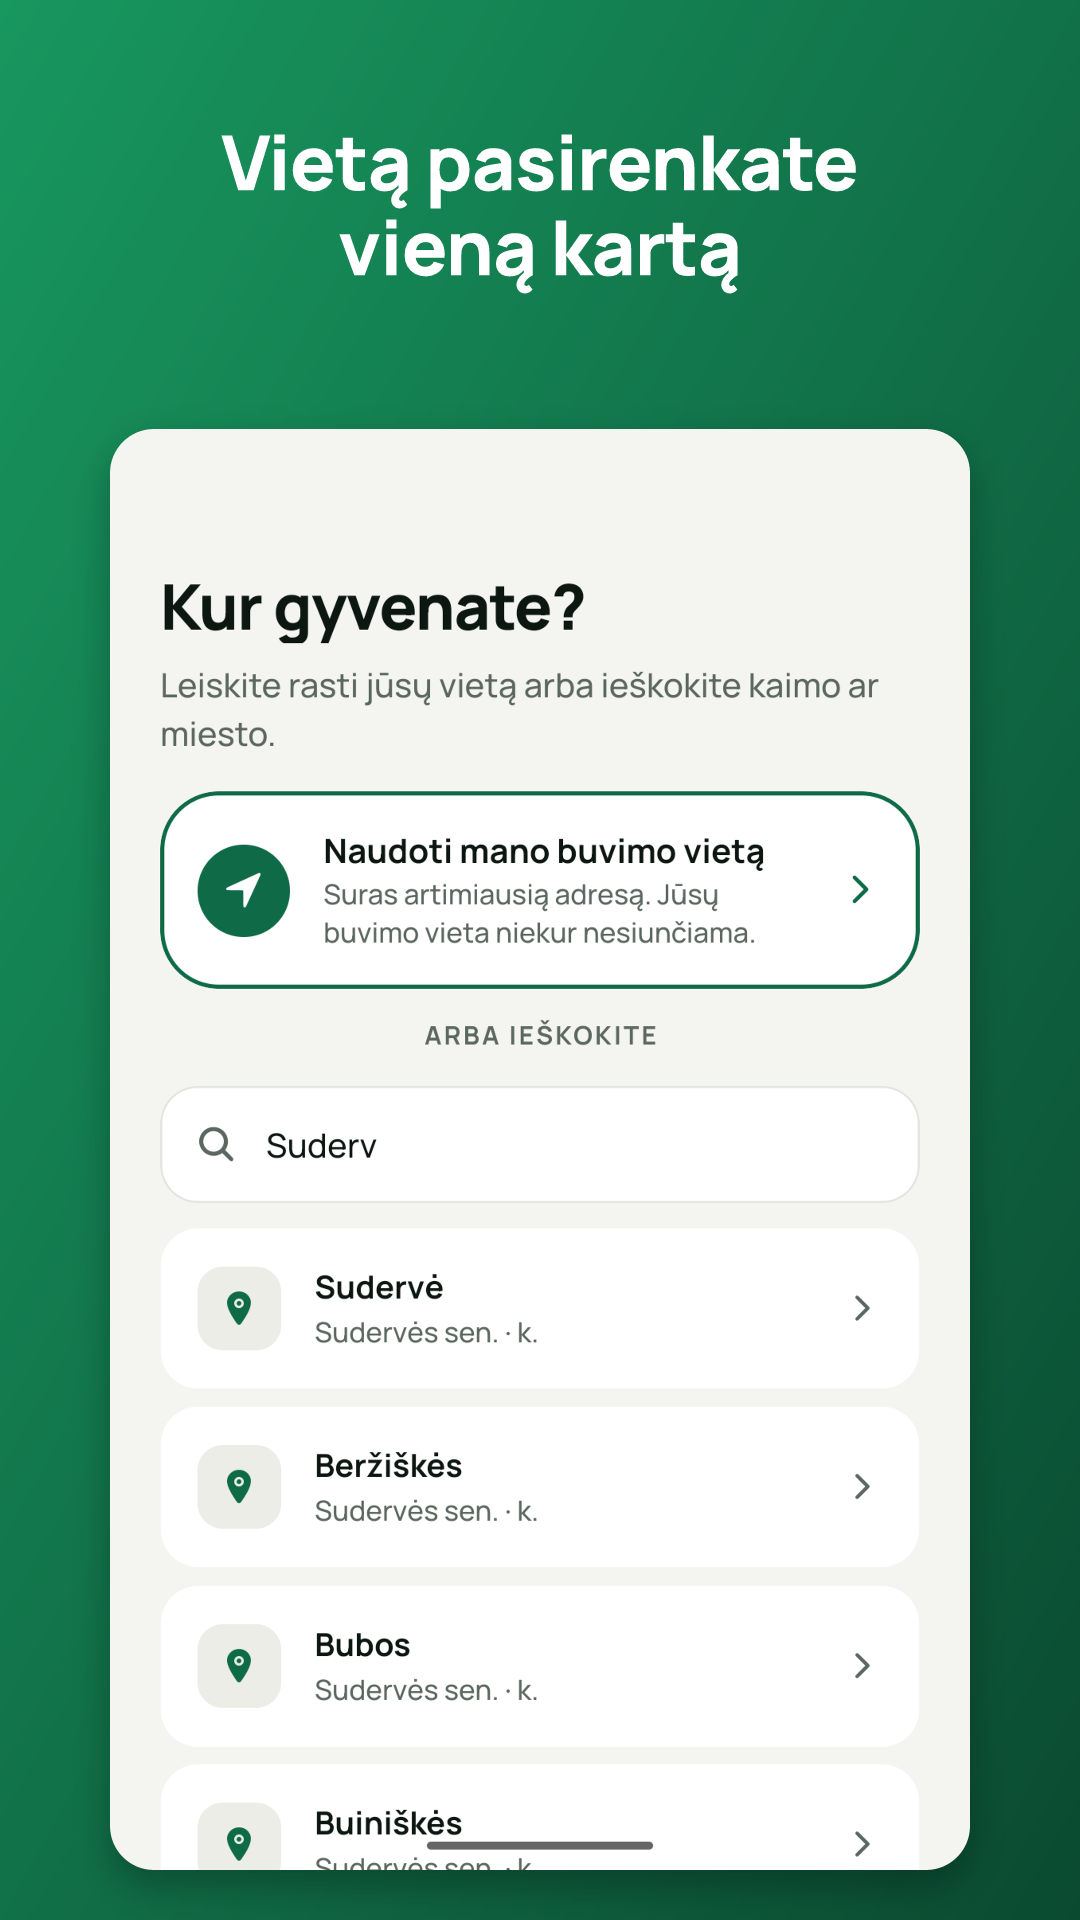 Vietą pasirenkate
vieną kartą
Kur gyvenate?
Leiskite rasti jūsų vietą arba ieškokite kaimo ar
miesto.
Naudoti mano buvimo vietą
Suras artimiausią adresą. Jūsų
buvimo vieta niekur nesiunčiama.
ARBA IEŠKOKITE
Suderv
Sudervė
Sudervės sen. · k.
Beržiškės
Sudervės sen. · k.
Bubos
Sudervės sen. · k.
Buiniškės
Sudervės sen. · k.